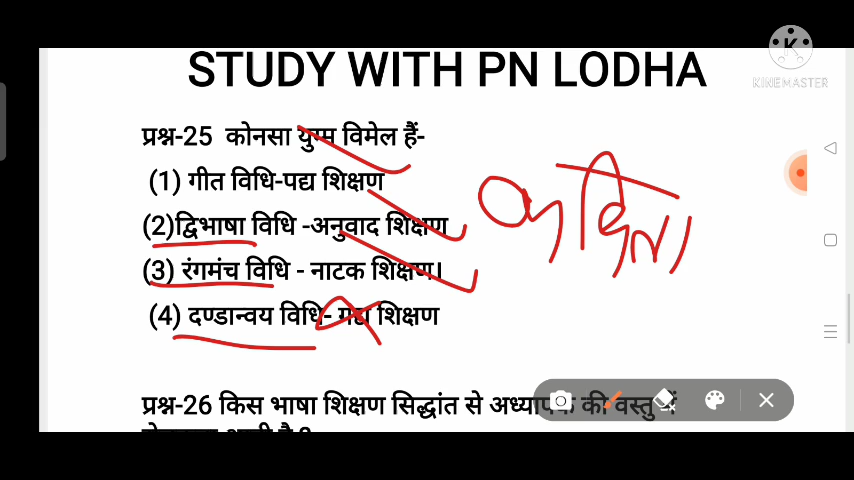 STUDY WITH PN LODHA
KINEMASTER
प्रश्न-25 कोनसा युग्म विमेल हैं-
(1) गीत विधि-पद्य शिक्षण
(2)द्विभाषा विधि -अनुवाद शिक्षण
(3) रंगमंच विधि - नाटक शिक्षण।
(4) दण्डान्वय विधि- गद्य शिक्षण
कविता
प्रश्न-26 किस भाषा शिक्षण सिद्धांत से अध्यापक की वस्तु में